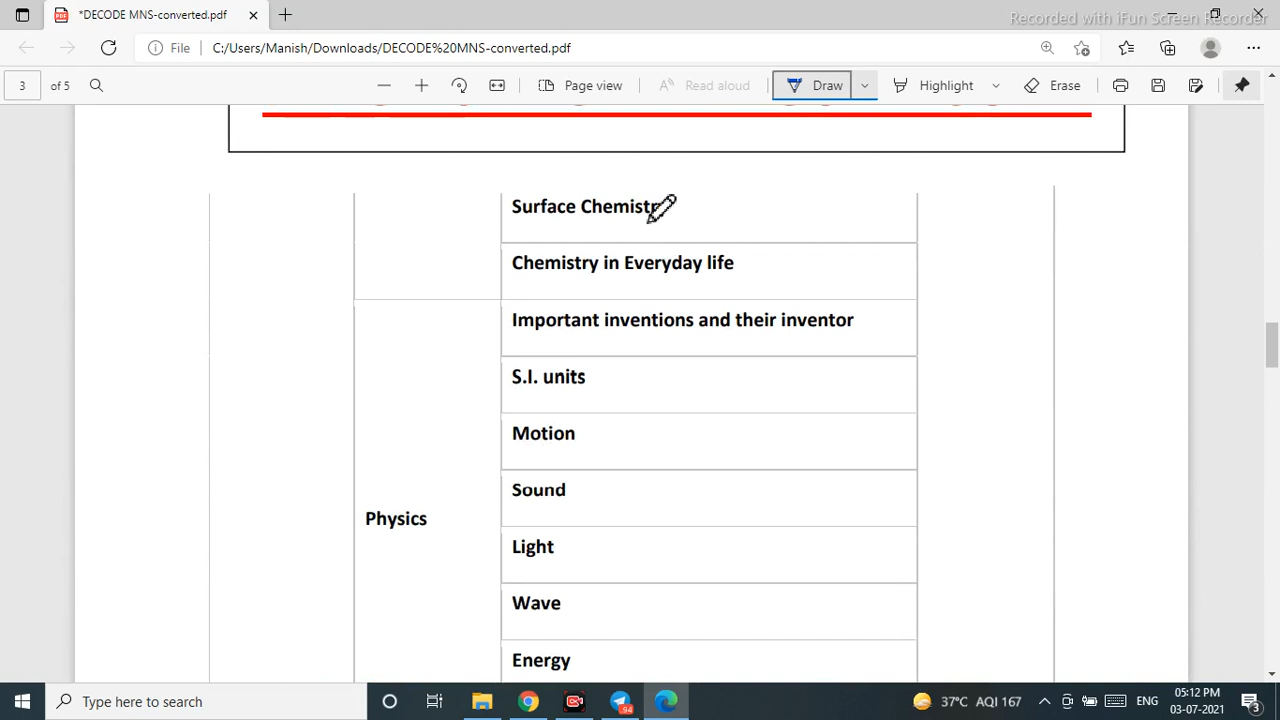 *DECODE MNS-converted.pdf
Recorded with iFun Screen Recorder
File C:/Users/Manish/Downloads/DECODE%20MNS-converted.pdf
3 of 5 Page view Read aloud Draw Highlight Erase
Surface Chemistr
Chemistry in Everyday life
Important inventions and their inventor
S.I. units
Motion
Sound
Physics
Light
Wave
Energy
Type here to search 94 37°C AQI 167 ENG 05:12 PM
03-07-2021 3